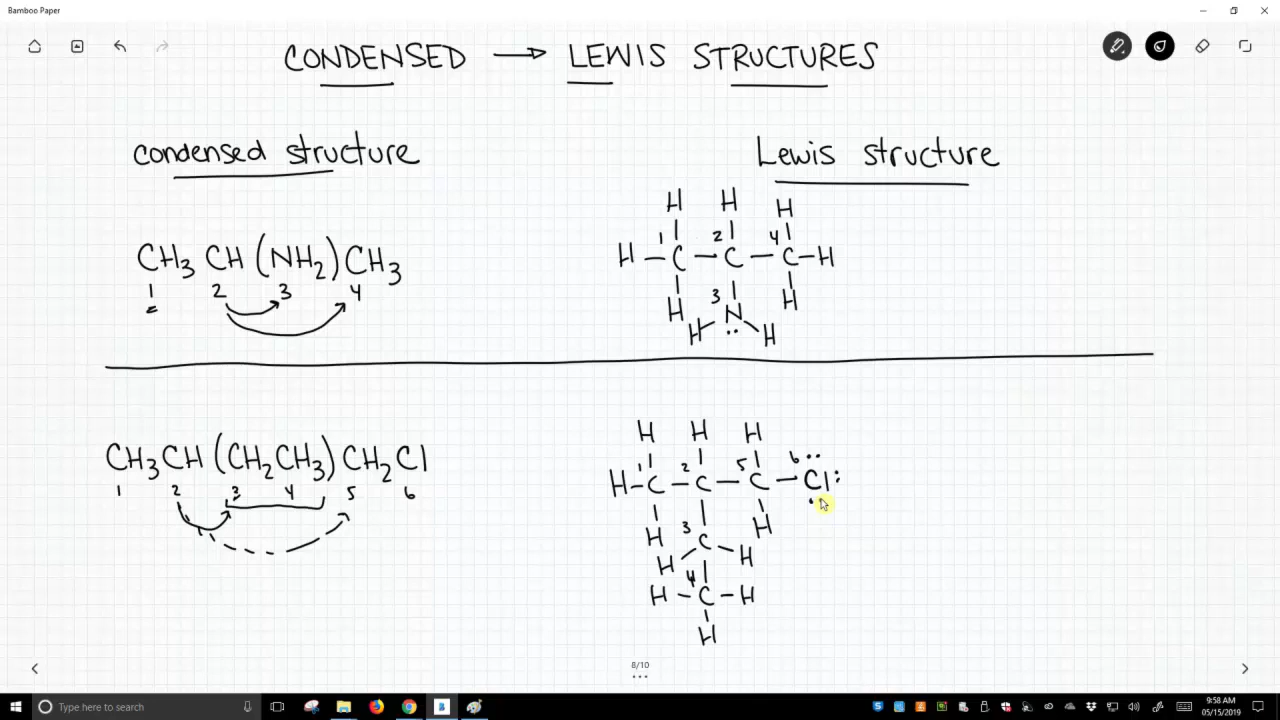 Bamboo Paper
CONDENSED → LEWIS STRUCTURES
condensed structure
Lewis structure
CH3 CH (NH2) CH3
1 2 3 4
H H H
1 2 4
H – C – C – C – H
H 3 H
H N H
CH3CH (CH2CH3) CH2Cl
1 2 3 4 5 6
H H H
1 2 5 6
H – C – C – C – Cl
H 3 H
C
H H
4
H – C – H
H
8/10
Type here to search
9:58 AM
05/15/2019